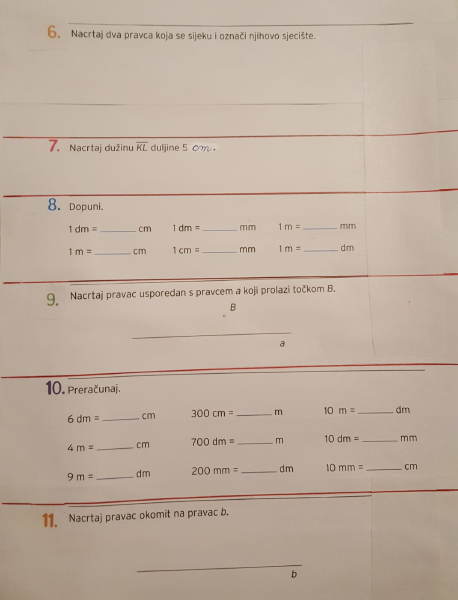 6. Nacrtaj dva pravca koja se sijeku i označi njihovo sjecište.
7. Nacrtaj dužinu K̅L̅ duljine 5 cm.
8. Dopuni.
1 dm = ______ cm 1 dm = ______ mm 1 m = ______ mm
1 m = ______ cm 1 cm = ______ mm 1 m = ______ dm
9. Nacrtaj pravac usporedan s pravcem a koji prolazi točkom B.
B
a
10. Preračunaj.
6 dm = ______ cm 300 cm = ______ m 10 m = ______ dm
4 m = ______ cm 700 dm = ______ m 10 dm = ______ mm
9 m = ______ dm 200 mm = ______ dm 10 mm = ______ cm
11. Nacrtaj pravac okomit na pravac b.
b